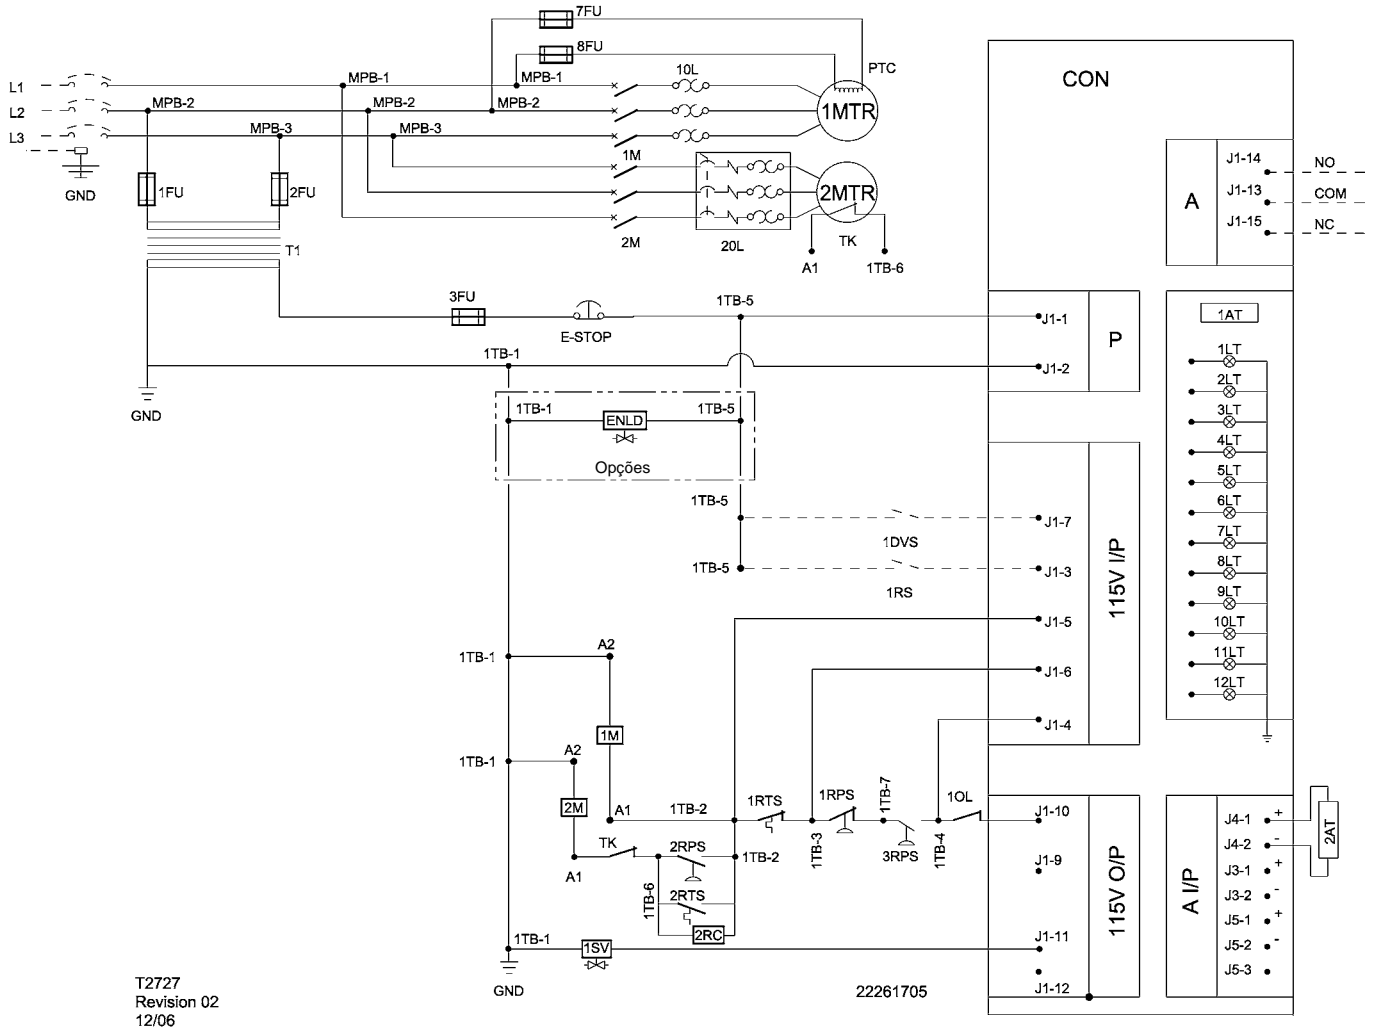 7FU
8FU
PTC
CON
L1
MPB-1
MPB-1
10L
L2
MPB-2
MPB-2
MPB-2
1MTR
L3
MPB-3
MPB-3
GND
1FU
2FU
1M
2M
20L
2MTR
TK
A1
1TB-6
T1
A
J1-14
NO
J1-13
COM
J1-15
NC
3FU
E-STOP
1TB-5
J1-1
P
1TB-1
J1-2
GND
1AT
1LT
2LT
3LT
4LT
5LT
6LT
7LT
8LT
9LT
10LT
11LT
12LT
1TB-1
ENLD
1TB-5
Opções
1TB-5
1DVS
J1-7
1TB-5
1RS
J1-3
115V I/P
J1-5
J1-6
J1-4
1TB-1
A2
1M
1TB-1
A2
2M
A1
1TB-2
1RTS
1RPS
1TB-7
1OL
J1-10
TK
2RPS
1TB-2
1TB-3
3RPS
1TB-4
J1-9
A1
1TB-6
2RTS
2RC
115V O/P
1TB-1
1SV
J1-11
J1-12
GND
A I/P
J4-1 +
J4-2 -
J3-1 +
J3-2 -
J5-1 +
J5-2 -
J5-3
2AT
T2727
Revision 02
12/06
22261705